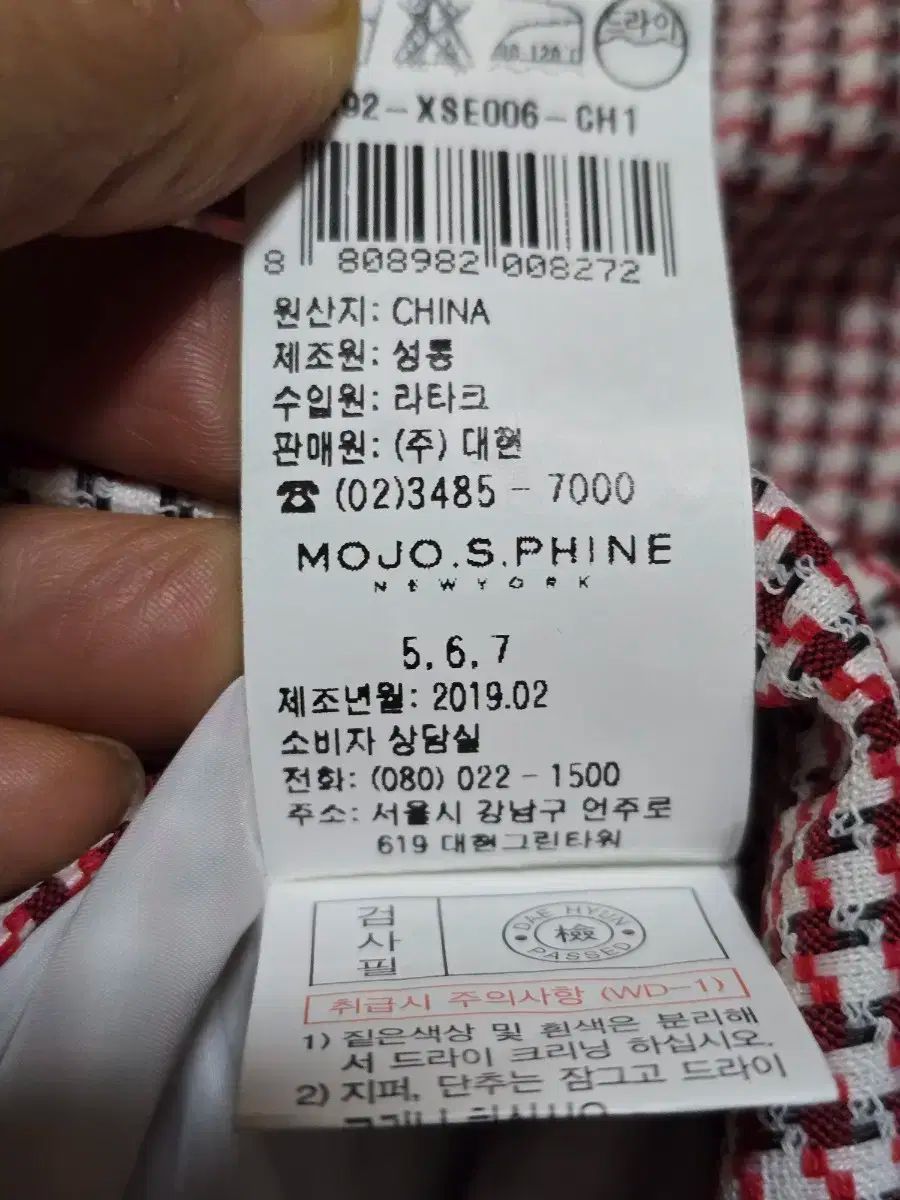 드라이
92-XSE006-CH1
8 808982 008272
원산지: CHINA
제조원: 성통
수입원: 라타크
판매원: (주) 대현
☎ (02)3485-7000
MOJO.S.PHINE
NEWYORK
5, 6, 7
제조년월: 2019.02
소비자 상담실
전화: (080) 022-1500
주소: 서울시 강남구 언주로
619 대현그린타워
검사필
DAE HYUN
檢
PASSED
취급시 주의사항 (WD-1)
1) 짙은색상 및 흰색은 분리해
서 드라이 크리닝 하십시오.
2) 지퍼, 단추는 잠그고 드라이